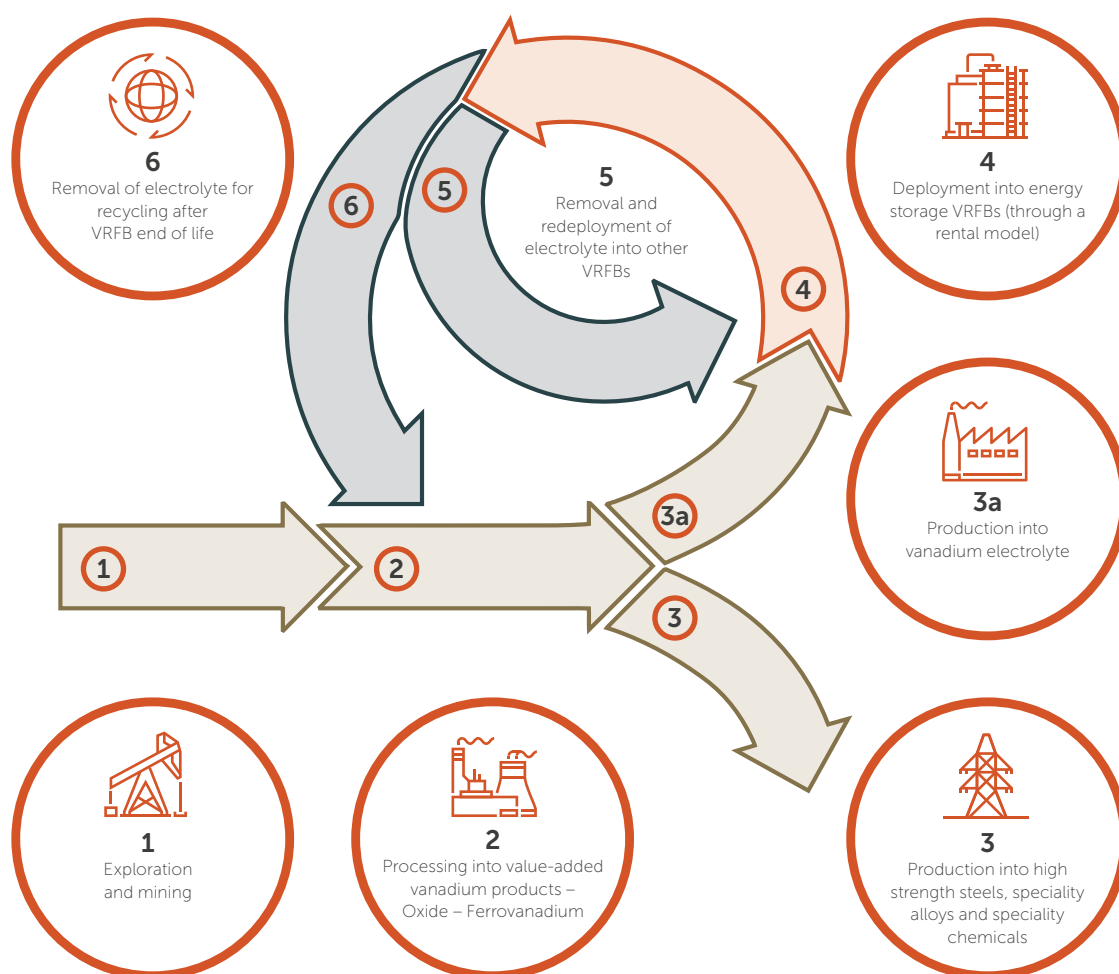 6
Removal of electrolyte for
recycling after
VRFB end of life
6
5
5
Removal and
redeployment of
electrolyte into other
VRFBs
4
4
Deployment into energy
storage VRFBs (through a
rental model)
3a
Production into
vanadium electrolyte
1
2
3a
3
1
Exploration
and mining
2
Processing into value-added
vanadium products –
Oxide – Ferrovanadium
3
Production into high
strength steels, speciality
alloys and speciality
chemicals